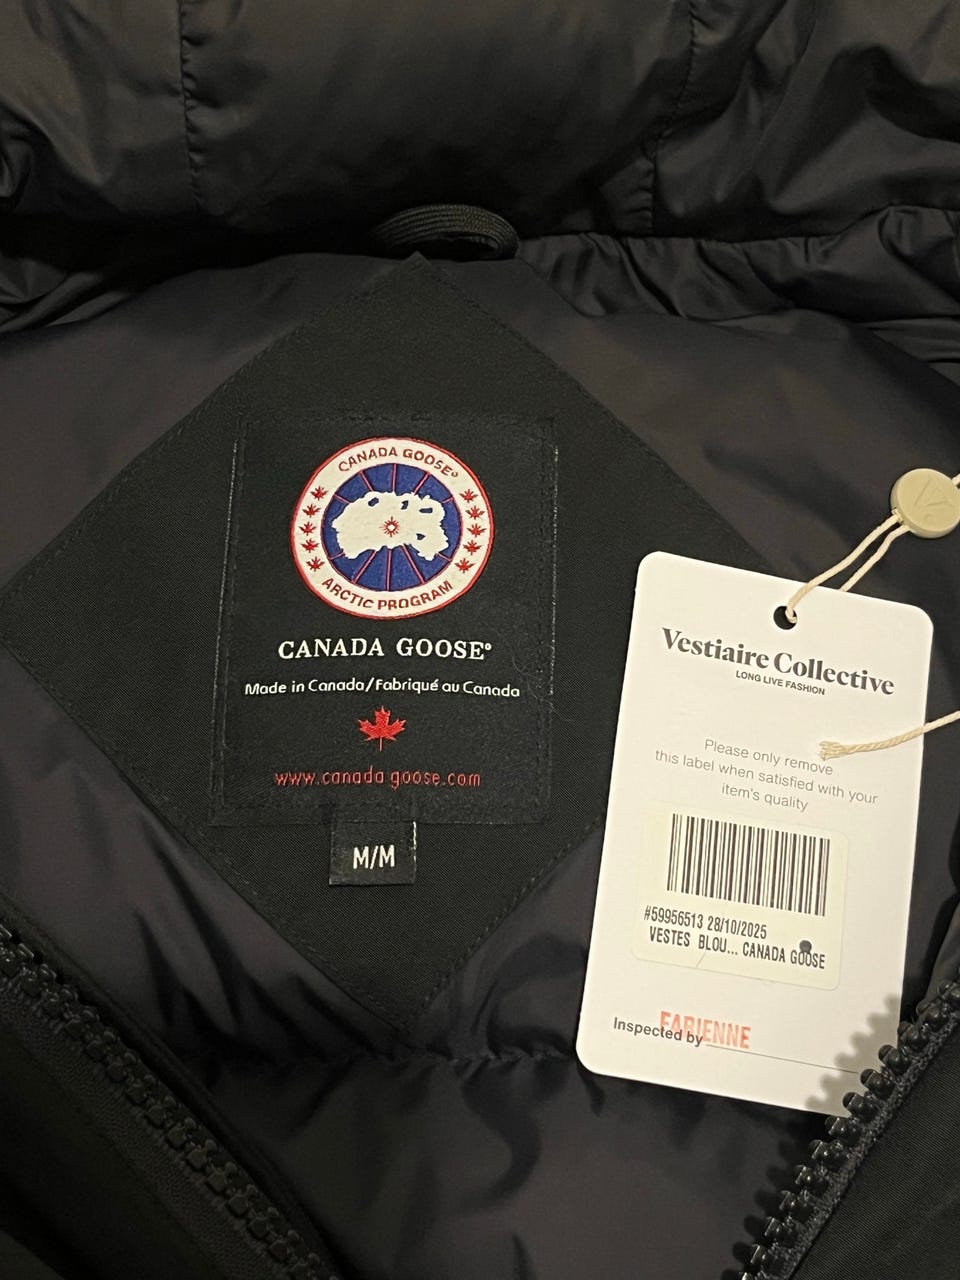 CANADA GOOSE®
ARCTIC PROGRAM
CANADA GOOSE®
Made in Canada/Fabriqué au Canada
www.canadagoose.com
M/M
Vestiaire Collective
LONG LIVE FASHION
Please only remove
this label when satisfied with your
item's quality
#59956513 28/10/2025
VESTES BLOU... CANADA GOOSE
Inspected by FABIENNE